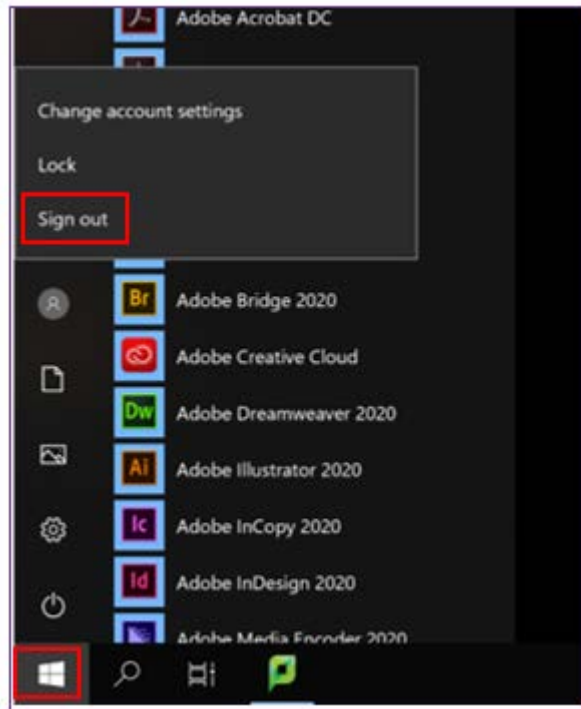 Adobe Acrobat DC
Change account settings
Lock
Sign out
Br Adobe Bridge 2020
Adobe Creative Cloud
Dw Adobe Dreamweaver 2020
Ai Adobe Illustrator 2020
Ic Adobe InCopy 2020
Id Adobe InDesign 2020
Adobe Media Encoder 2020